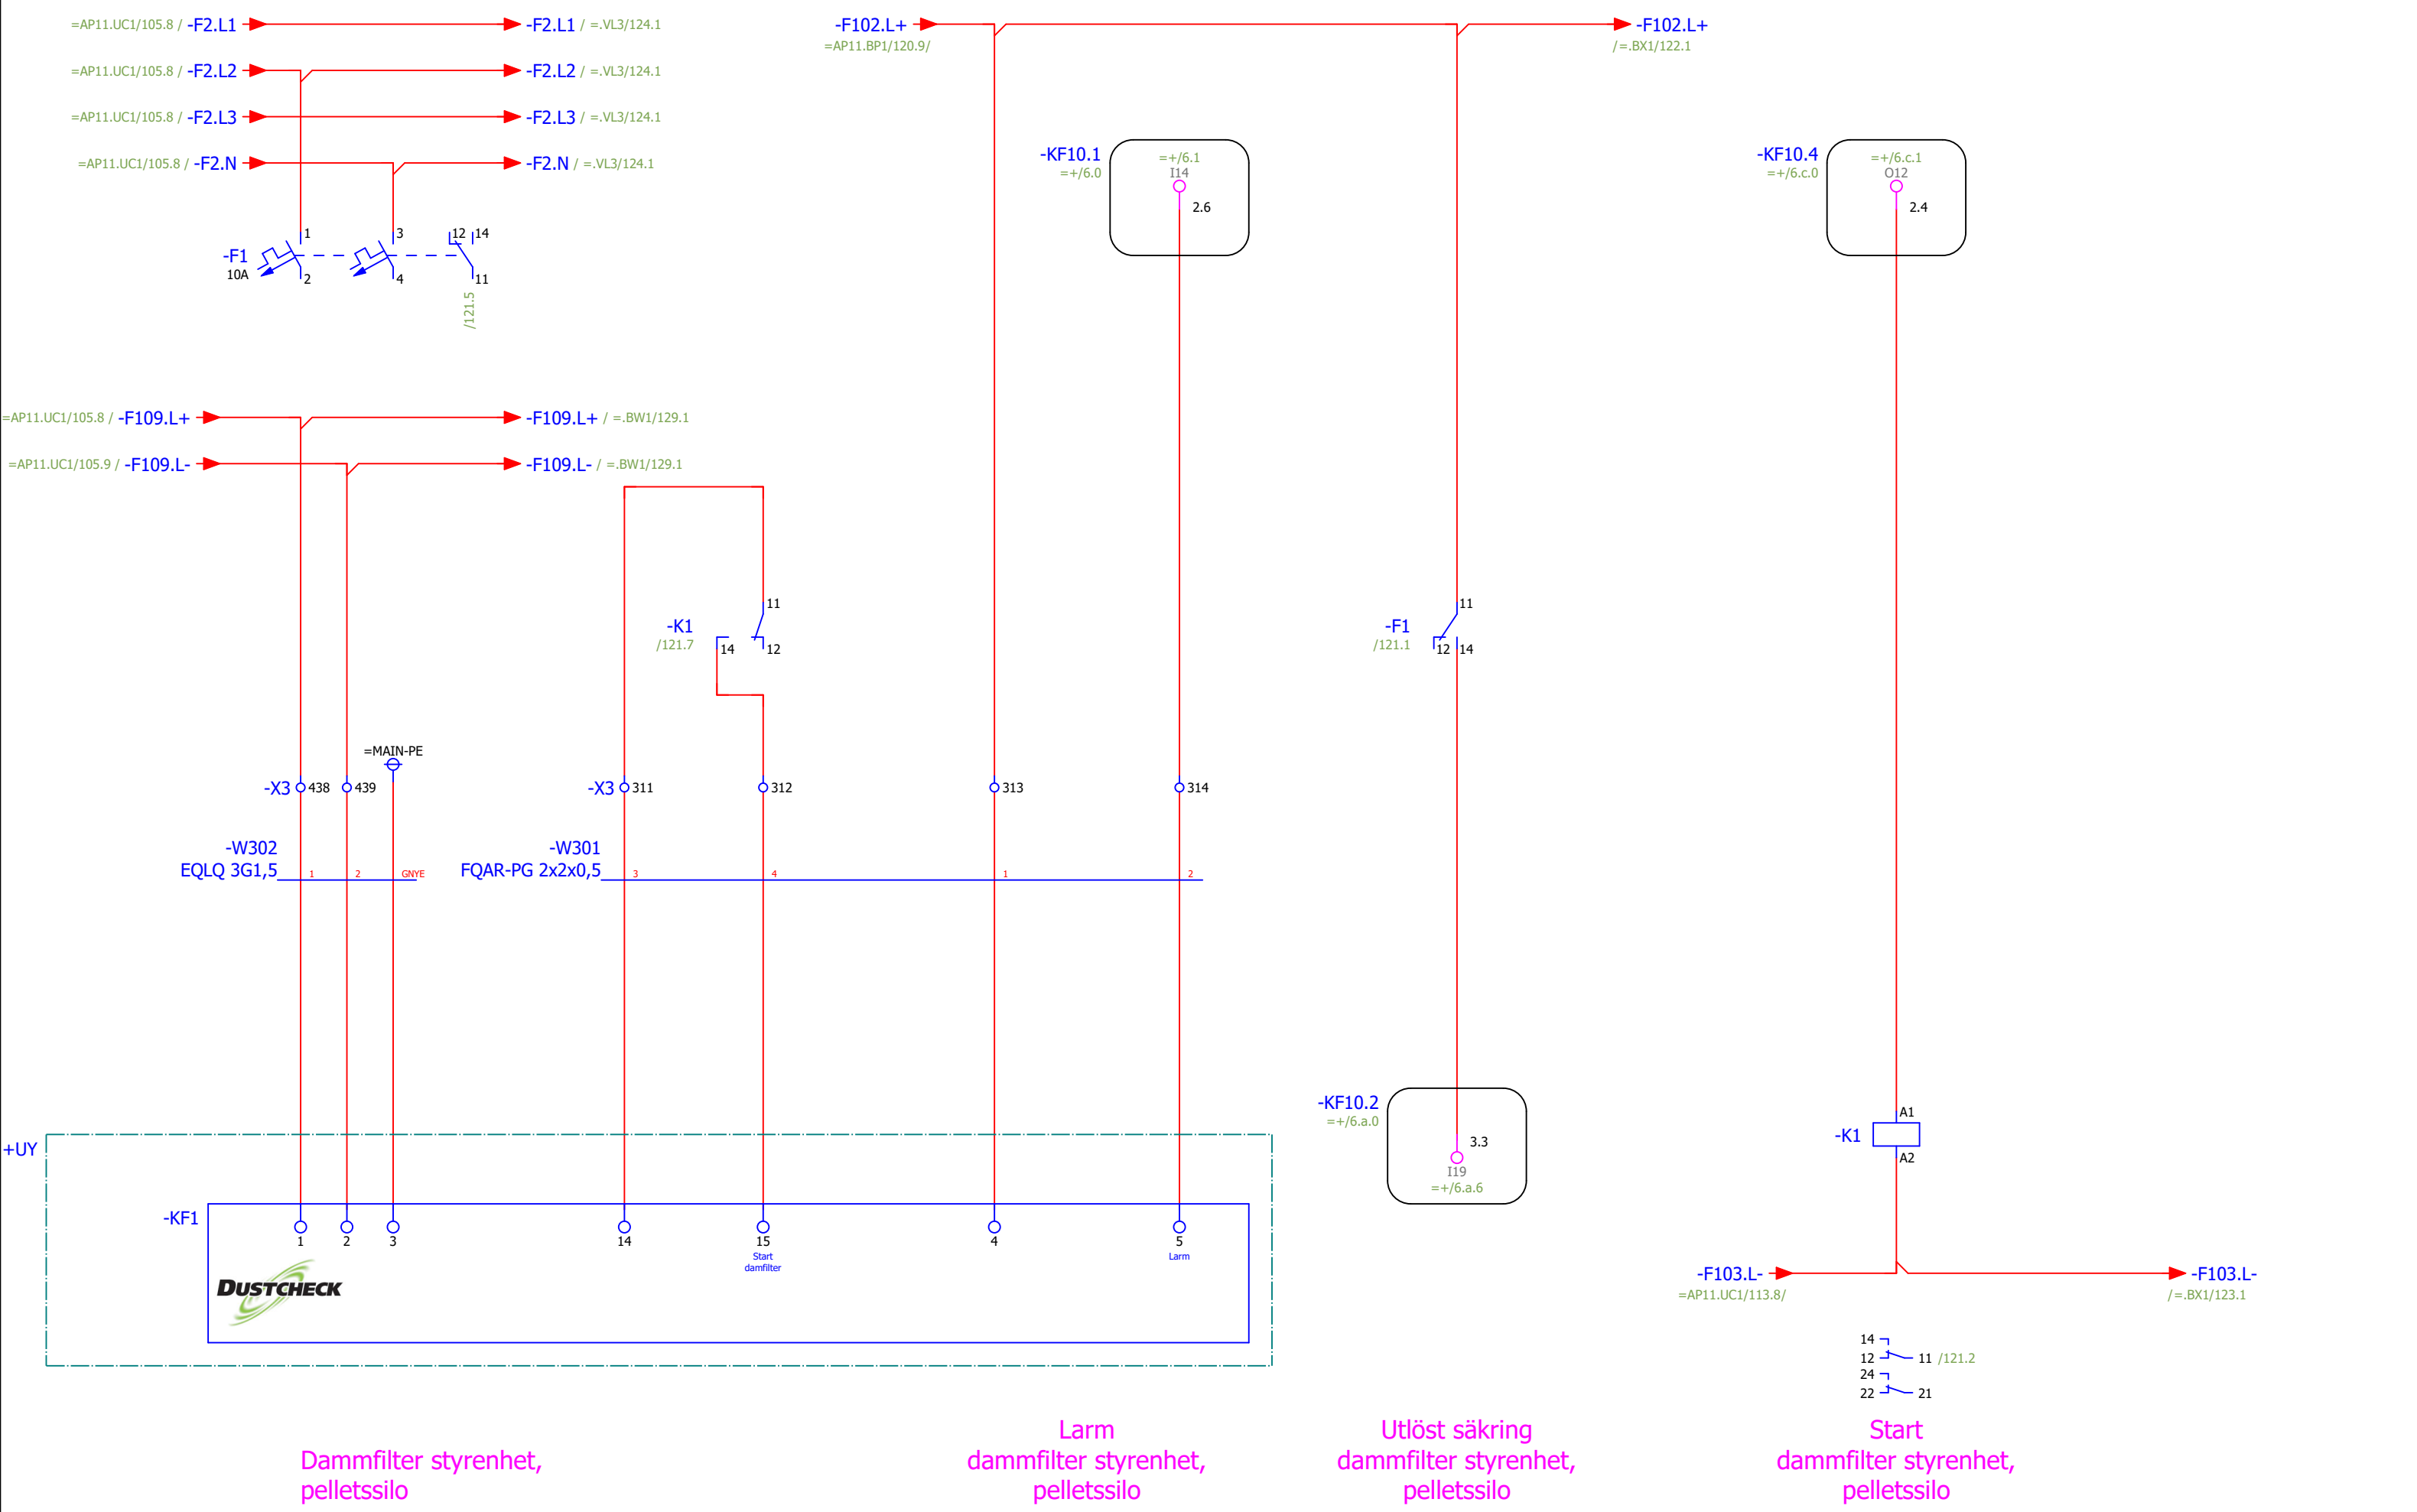 =AP11.UC1/105.8 / -F2.L1
-F2.L1 / =.VL3/124.1
-F102.L+
=AP11.BP1/120.9/
-F102.L+
/=.BX1/122.1
=AP11.UC1/105.8 / -F2.L2
-F2.L2 / =.VL3/124.1
=AP11.UC1/105.8 / -F2.L3
-F2.L3 / =.VL3/124.1
=AP11.UC1/105.8 / -F2.N
-F2.N / =.VL3/124.1
-KF10.1
=+/6.0
=+/6.1
I14
2.6
-KF10.4
=+/6.c.0
=+/6.c.1
O12
2.4
-F1
10A
1
2
3
4
12
14
11
/121.5
=AP11.UC1/105.8 / -F109.L+
-F109.L+ / =.BW1/129.1
=AP11.UC1/105.9 / -F109.L-
-F109.L- / =.BW1/129.1
-K1
/121.7
11
14
12
-F1
/121.1
11
12
14
=MAIN-PE
-X3
438
439
-X3
311
312
313
314
-W302
EQLQ 3G1,5
1
2
GNYE
-W301
FQAR-PG 2x2x0,5
3
4
1
2
-KF10.2
=+/6.a.0
3.3
I19
=+/6.a.6
A1
-K1
A2
+UY
-KF1
1
2
3
14
15
Start
damfilter
4
5
Larm
DUSTCHECK
-F103.L-
=AP11.UC1/113.8/
-F103.L-
/=.BX1/123.1
14
12
11 /121.2
24
22
21
Dammfilter styrenhet,
pelletssilo
Larm
dammfilter styrenhet,
pelletssilo
Utlöst säkring
dammfilter styrenhet,
pelletssilo
Start
dammfilter styrenhet,
pelletssilo